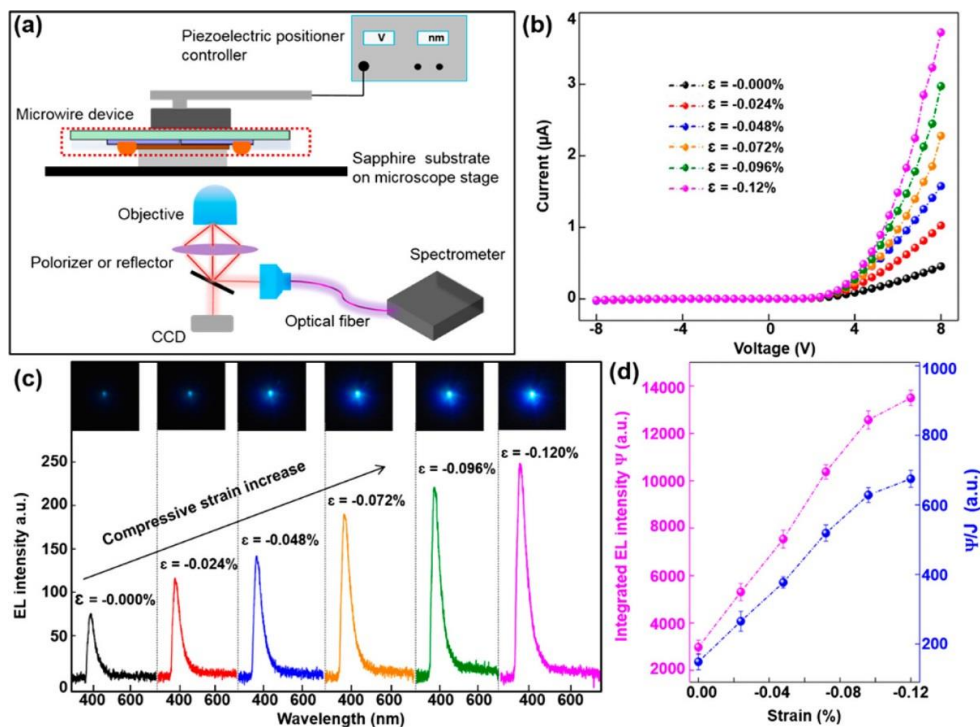 (a)
Piezoelectric positioner
controller
V
nm
Microwire device
Sapphire substrate
on microscope stage
Objective
Polorizer or reflector
Spectrometer
Optical fiber
CCD
(b)
4
3
2
1
0
Current (μA)
ε = -0.000%
ε = -0.024%
ε = -0.048%
ε = -0.072%
ε = -0.096%
ε = -0.12%
-8 -4 0 4 8
Voltage (V)
(c)
250
200
150
100
50
0
EL intensity a.u.
Compressive strain increase
ε = -0.000%
ε = -0.024%
ε = -0.048%
ε = -0.072%
ε = -0.096%
ε = -0.120%
400 600 400 600 400 600 400 600 400 600 400 600
Wavelength (nm)
(d)
14000
13000
10000
8000
6000
4000
2000
Integrated EL intensity Ψ (a.u.)
1000
800
600
400
200
Ψ/J (a.u.)
0.00 -0.04 -0.08 -0.12
Strain (%)